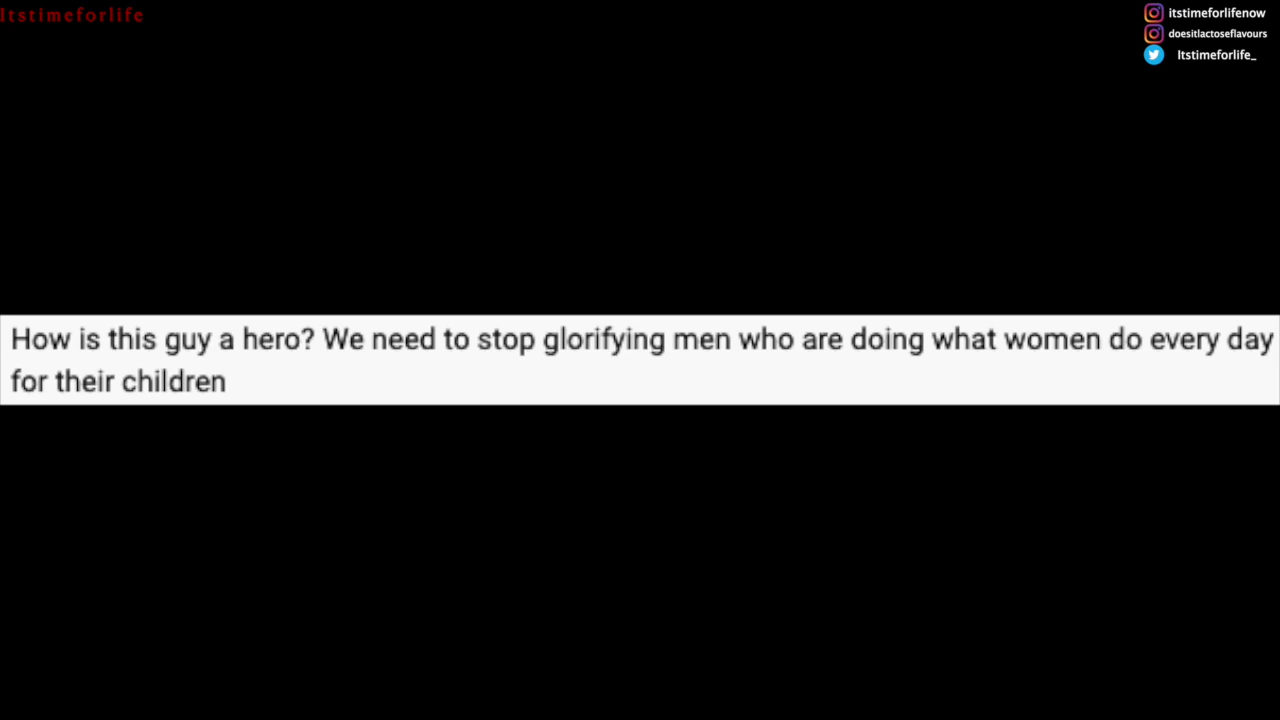 Itstimeforlife
itstimeforlifenow
doesitlactoseflavours
Itstimeforlife_
How is this guy a hero? We need to stop glorifying men who are doing what women do every day
for their children